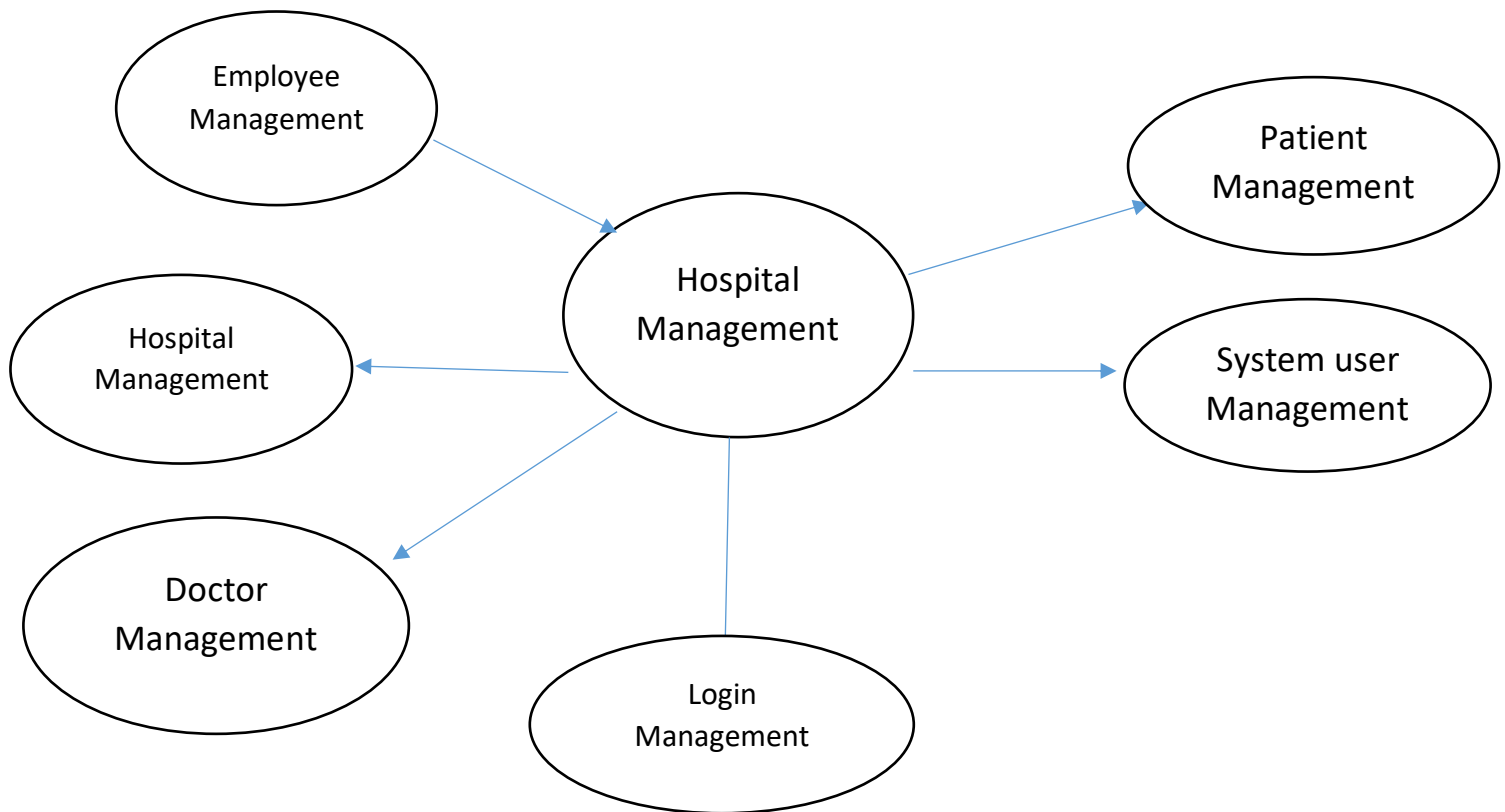 Employee
Management
Patient
Management
Hospital
Management
Hospital
Management
System user
Management
Doctor
Management
Login
Management